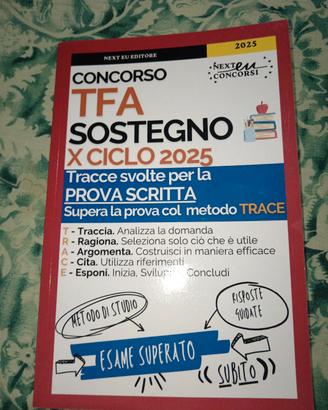 NEXT EU EDITORE
2025
CONCORSO
NEXT eu
CONCORSI
TFA
SOSTEGNO
X CICLO 2025
Tracce svolte per la
PROVA SCRITTA
Supera la prova col metodo TRACE
T - Traccia. Analizza la domanda
R - Ragiona. Seleziona solo ciò che è utile
A - Argomenta. Costruisci in maniera efficace
C - Cita. Utilizza riferimenti
E - Esponi. Inizia, Sviluppa, Concludi
METODO DI STUDIO
RISPOSTE
GUIDATE
ESAME SUPERATO
SUBITO